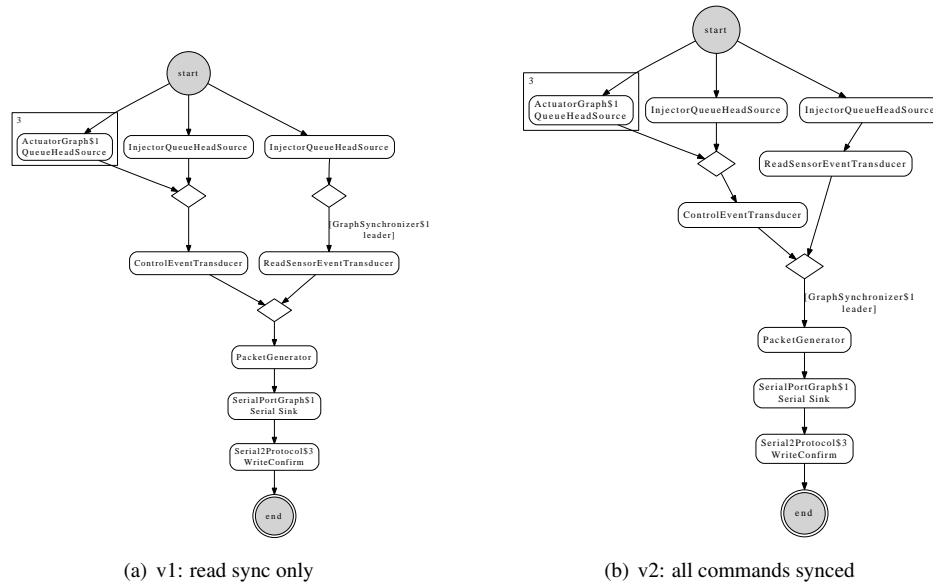 start
3
ActuatorGraph$1
QueueHeadSource
InjectorQueueHeadSource
InjectorQueueHeadSource
[GraphSynchronizer$1
leader]
ControlEventTransducer
ReadSensorEventTransducer
PacketGenerator
SerialPortGraph$1
Serial Sink
Serial2Protocol$3
WriteConfirm
end
(a) v1: read sync only
start
3
ActuatorGraph$1
QueueHeadSource
InjectorQueueHeadSource
InjectorQueueHeadSource
ReadSensorEventTransducer
ControlEventTransducer
[GraphSynchronizer$1
leader]
PacketGenerator
SerialPortGraph$1
Serial Sink
Serial2Protocol$3
WriteConfirm
end
(b) v2: all commands synced